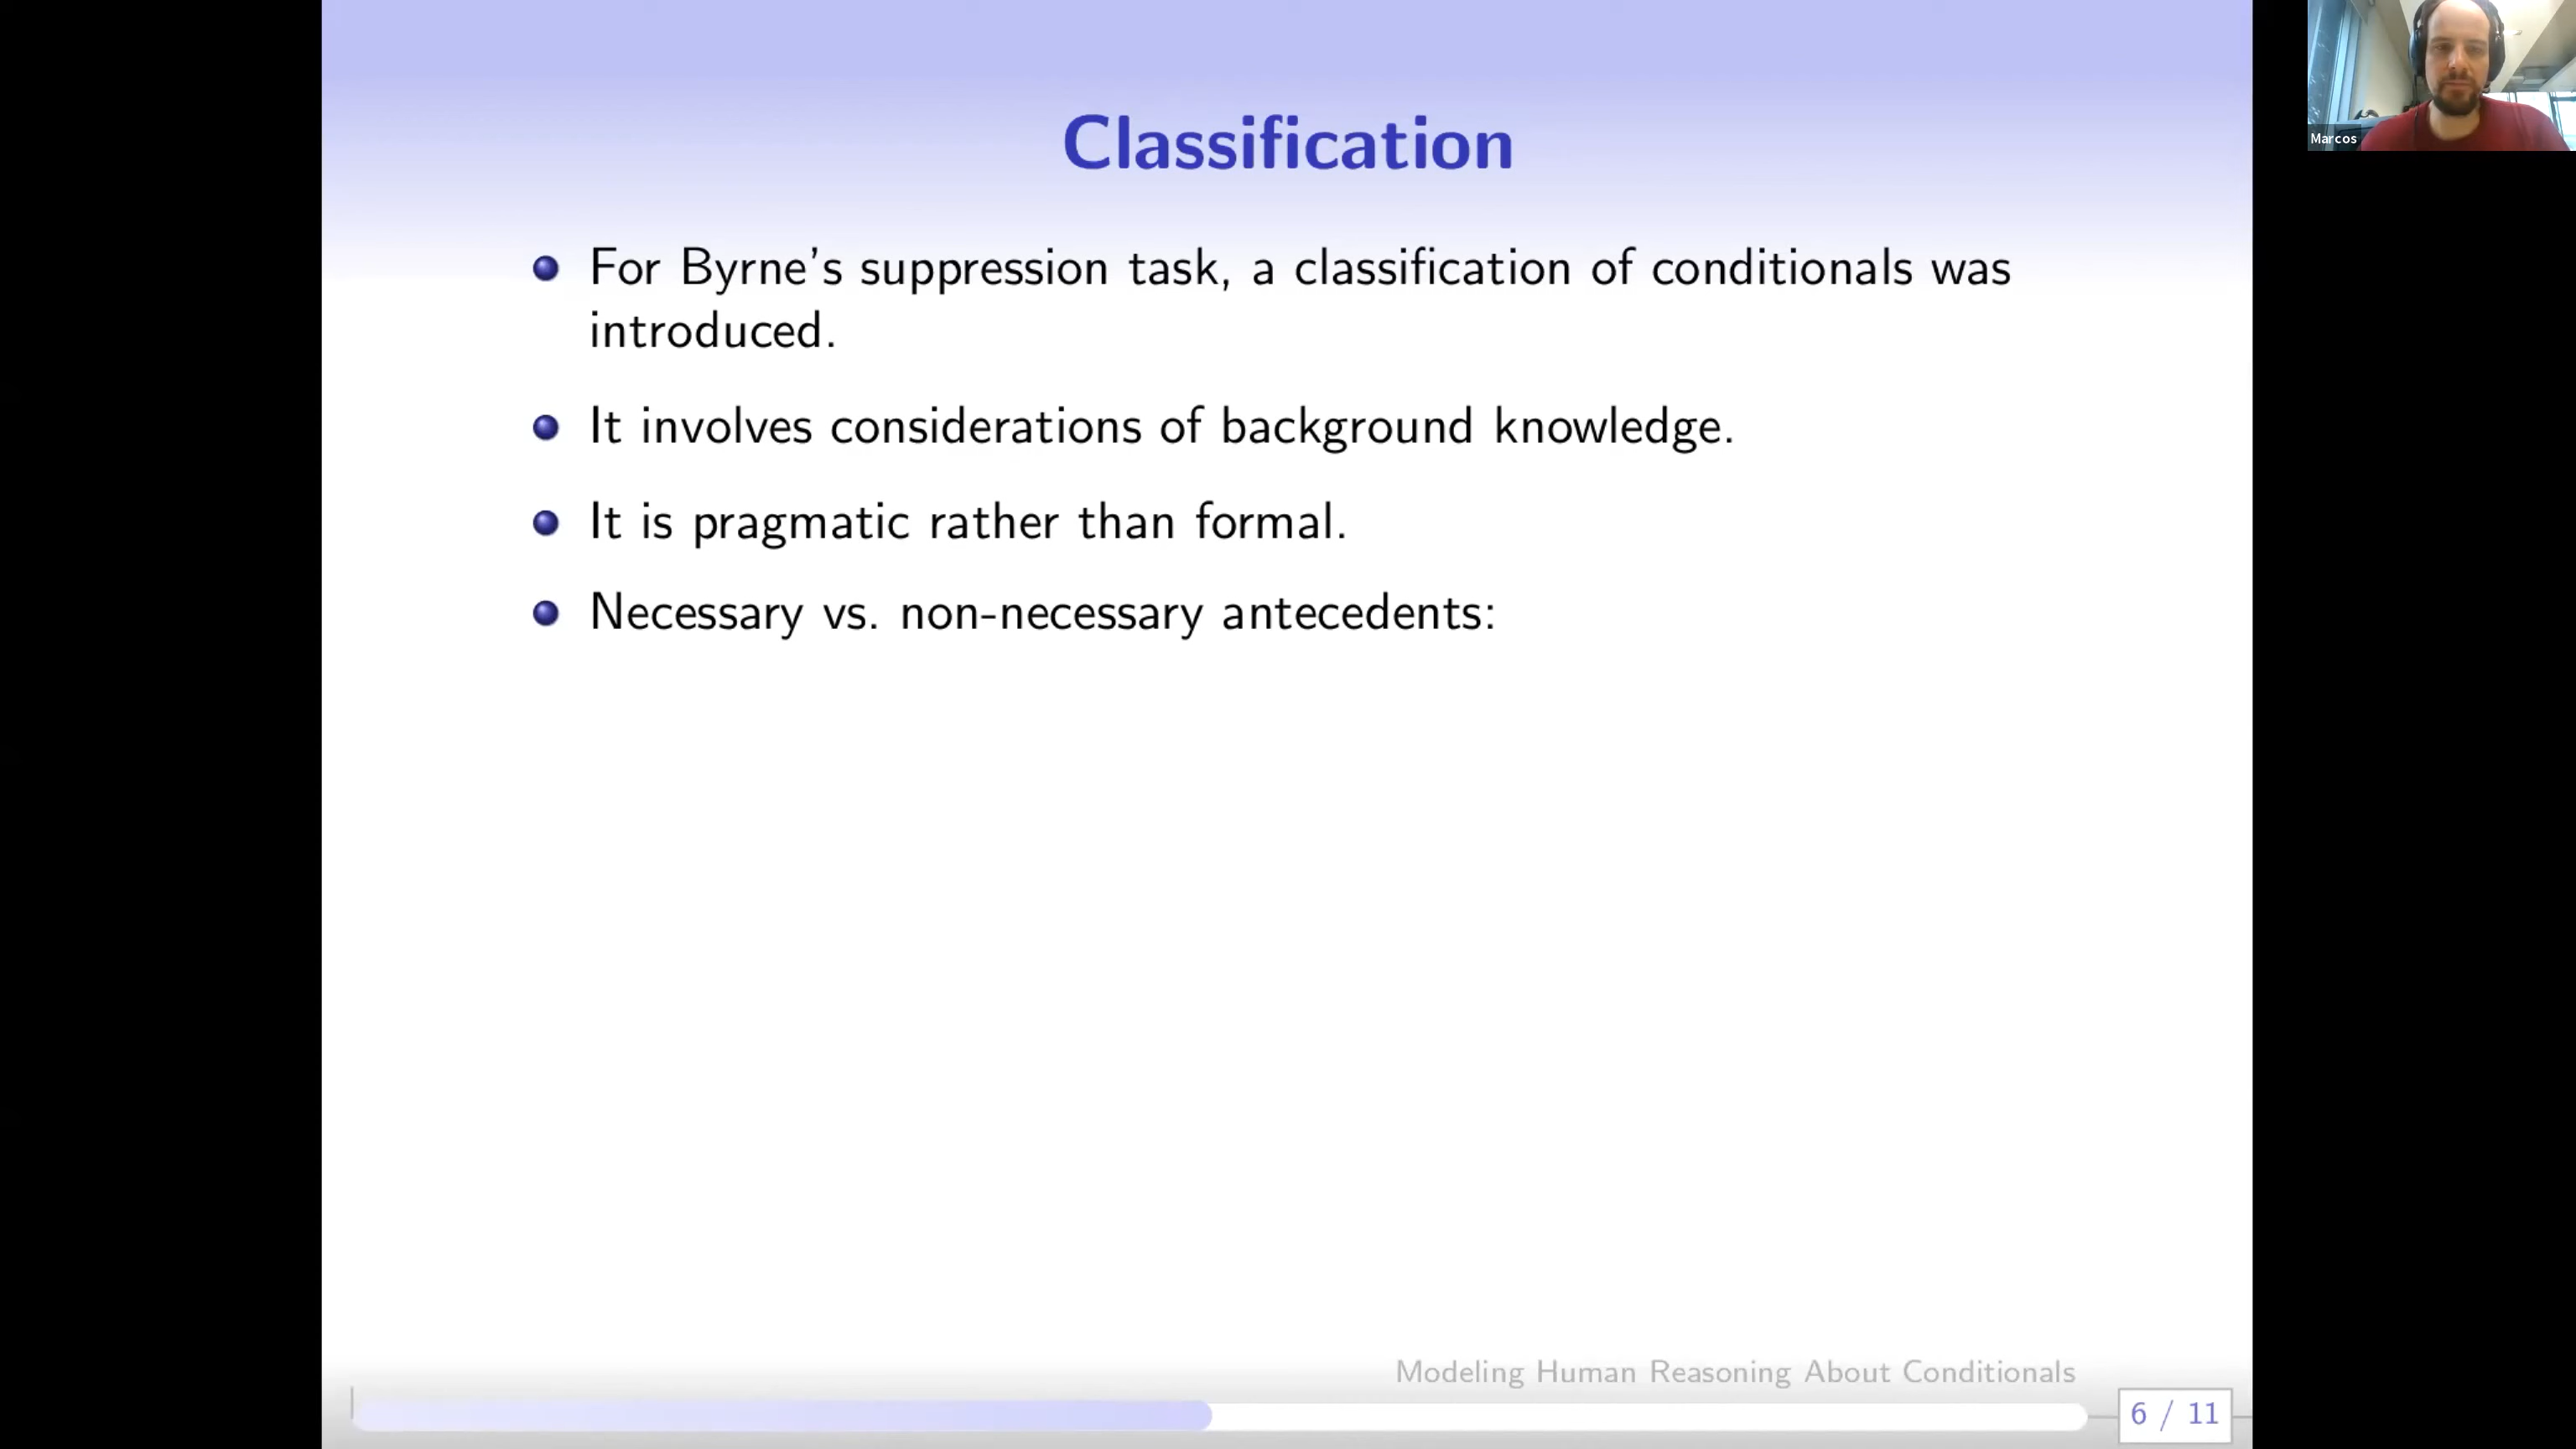 Classification
For Byrne's suppression task, a classification of conditionals was
introduced.
It involves considerations of background knowledge.
It is pragmatic rather than formal.
Necessary vs. non-necessary antecedents:
Modeling Human Reasoning About Conditionals
6 / 11
Marcos